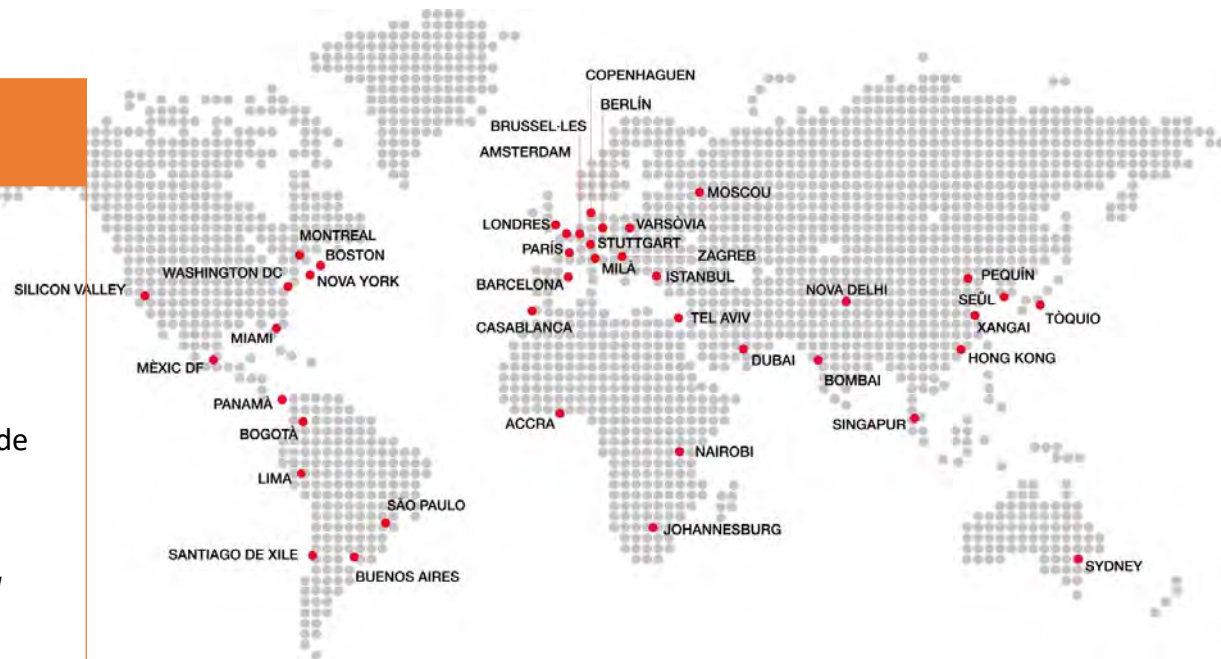 COPENHAGUEN
BERLÍN
BRUSSEL·LES
AMSTERDAM
MOSCOU
LONDRES
VARSÒVIA
MONTREAL
STUTTGART
BOSTON
PARÍS
ZAGREB
WASHINGTON DC
MILÀ
NOVA YORK
ISTANBUL
PEQUÍN
SILICON VALLEY
BARCELONA
NOVA DELHI
SEÜL
TÒQUIO
TEL AVIV
CASABLANCA
XANGAI
MIAMI
DUBAI
HONG KONG
MÈXIC DF
BOMBAI
PANAMÀ
ACCRA
SINGAPUR
BOGOTÀ
de
NAIROBI
LIMA
SÃO PAULO
JOHANNESBURG
SANTIAGO DE XILE
SYDNEY
BUENOS AIRES